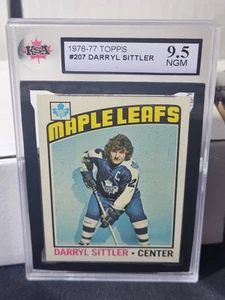 KSA
1976-77 TOPPS
#207 DARRYL SITTLER
9.5
NGM
MAPLE LEAFS
C
DARRYL SITTLER • CENTER